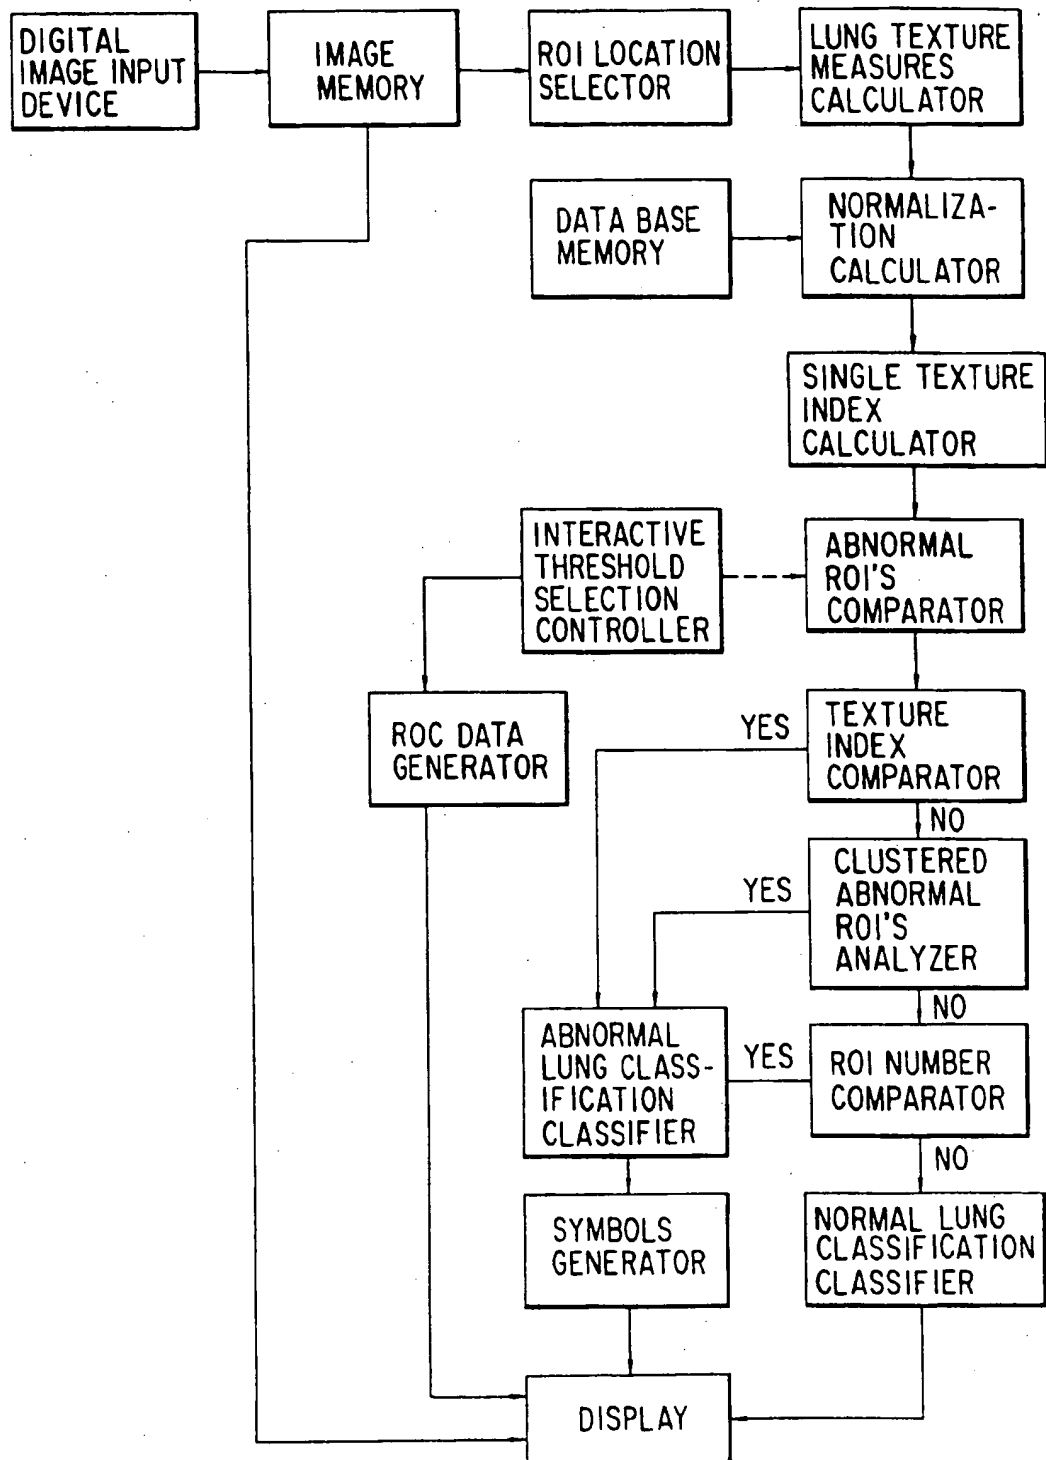 DIGITAL
IMAGE INPUT
DEVICE
IMAGE
MEMORY
ROI LOCATION
SELECTOR
LUNG TEXTURE
MEASURES
CALCULATOR
DATA BASE
MEMORY
NORMALIZA-
TION
CALCULATOR
SINGLE TEXTURE
INDEX
CALCULATOR
INTERACTIVE
THRESHOLD
SELECTION
CONTROLLER
ABNORMAL
ROI'S
COMPARATOR
ROC DATA
GENERATOR
YES
TEXTURE
INDEX
COMPARATOR
NO
YES
CLUSTERED
ABNORMAL
ROI'S
ANALYZER
NO
ABNORMAL
LUNG CLASS-
IFICATION
CLASSIFIER
YES
ROI NUMBER
COMPARATOR
NO
SYMBOLS
GENERATOR
NORMAL LUNG
CLASSIFICATION
CLASSIFIER
DISPLAY